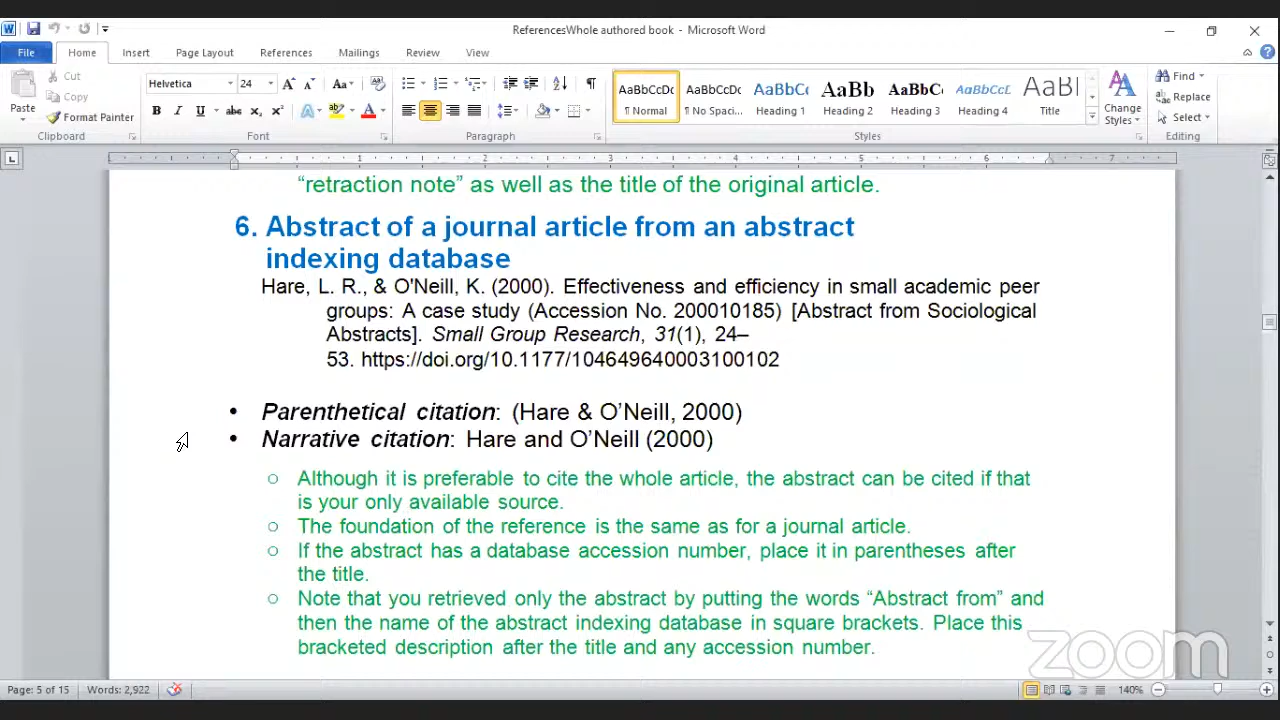 ReferencesWhole authored book - Microsoft Word
File Home Insert Page Layout References Mailings Review View
Cut
Copy
Format Painter
Paste
Clipboard
Helvetica 24
Font
Paragraph
AaBbCcDc AaBbCcDc AaBbCc AaBb AaBbC AaBbCcL AaBI
¶ Normal ¶ No Spaci... Heading 1 Heading 2 Heading 3 Heading 4 Title
Change Styles
Styles
Find
Replace
Select
Editing
1 2 3 4 5 6 7
“retraction note” as well as the title of the original article.
6. Abstract of a journal article from an abstract
indexing database
Hare, L. R., & O'Neill, K. (2000). Effectiveness and efficiency in small academic peer
groups: A case study (Accession No. 200010185) [Abstract from Sociological
Abstracts]. Small Group Research, 31(1), 24–
53. https://doi.org/10.1177/104649640003100102
• Parenthetical citation: (Hare & O’Neill, 2000)
• Narrative citation: Hare and O’Neill (2000)
○ Although it is preferable to cite the whole article, the abstract can be cited if that
is your only available source.
○ The foundation of the reference is the same as for a journal article.
○ If the abstract has a database accession number, place it in parentheses after
the title.
○ Note that you retrieved only the abstract by putting the words “Abstract from” and
then the name of the abstract indexing database in square brackets. Place this
bracketed description after the title and any accession number.
zoom
Page: 5 of 15 Words: 2,922 140%